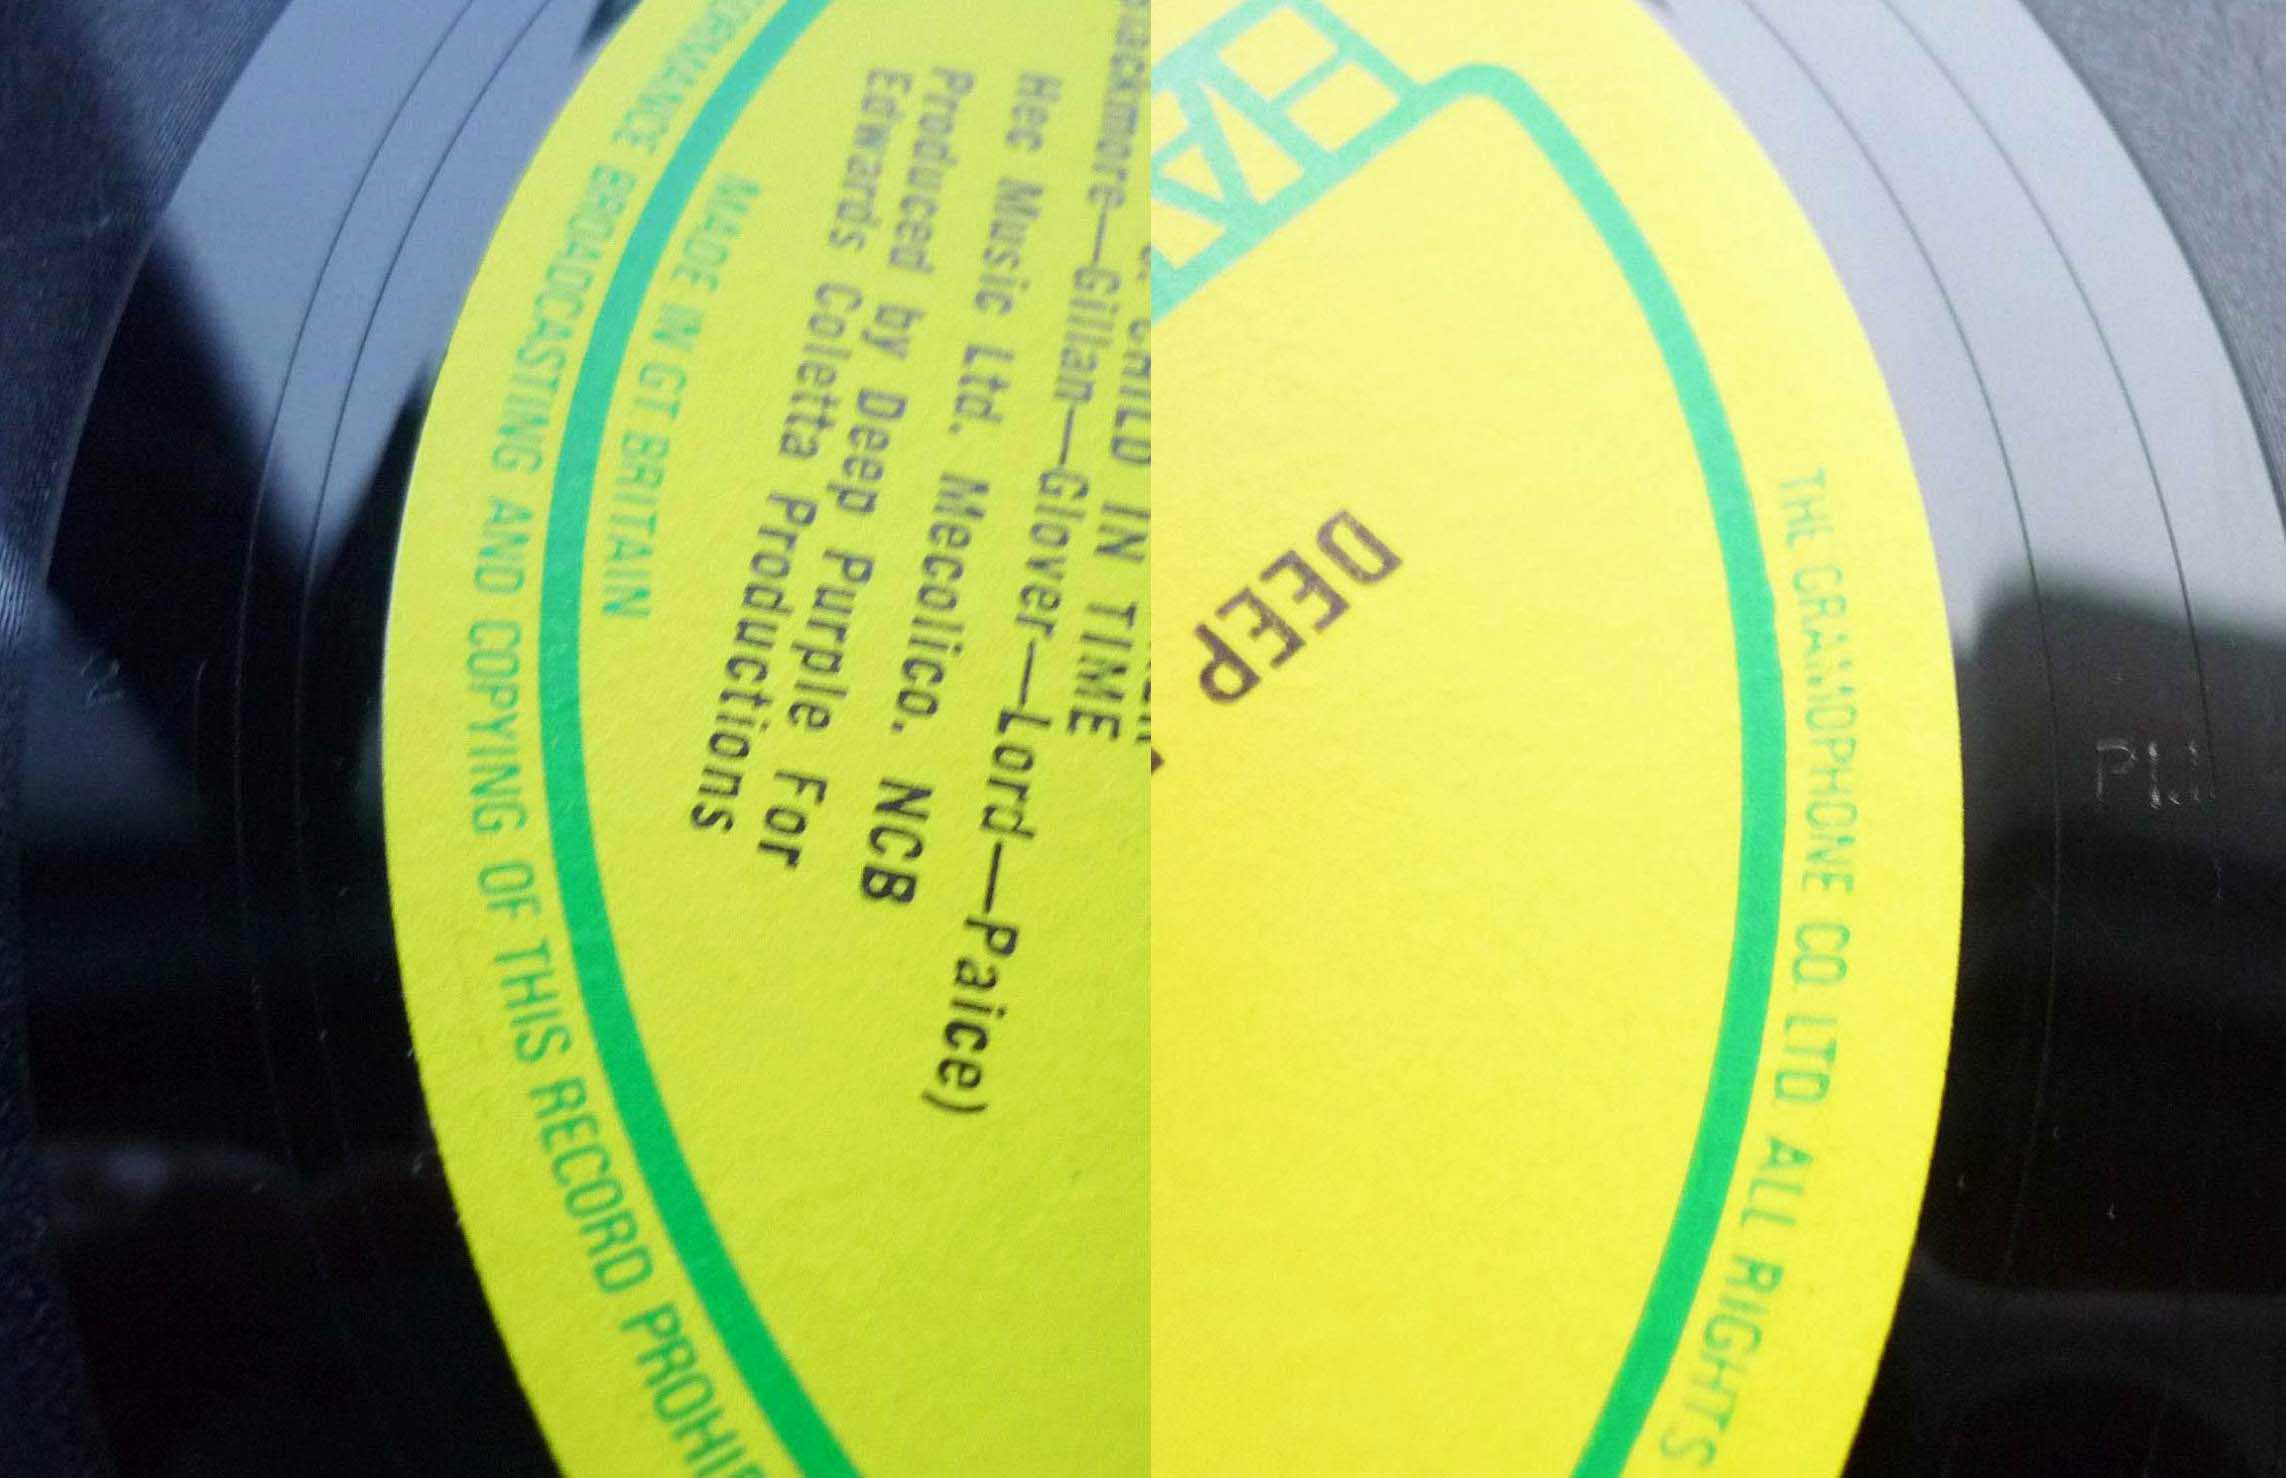 CHILD IN TIME
Blackmore—Gillan—Glover—Lord—Paice)
Hec Music Ltd. Mecolico. NCB
Produced by Deep Purple For
Edwards Coletta Productions
MADE IN GT BRITAIN
BROADCASTING AND COPYING OF THIS RECORD
HA
DEEP
THE GRAMOPHONE CO LTD ALL RIGHTS